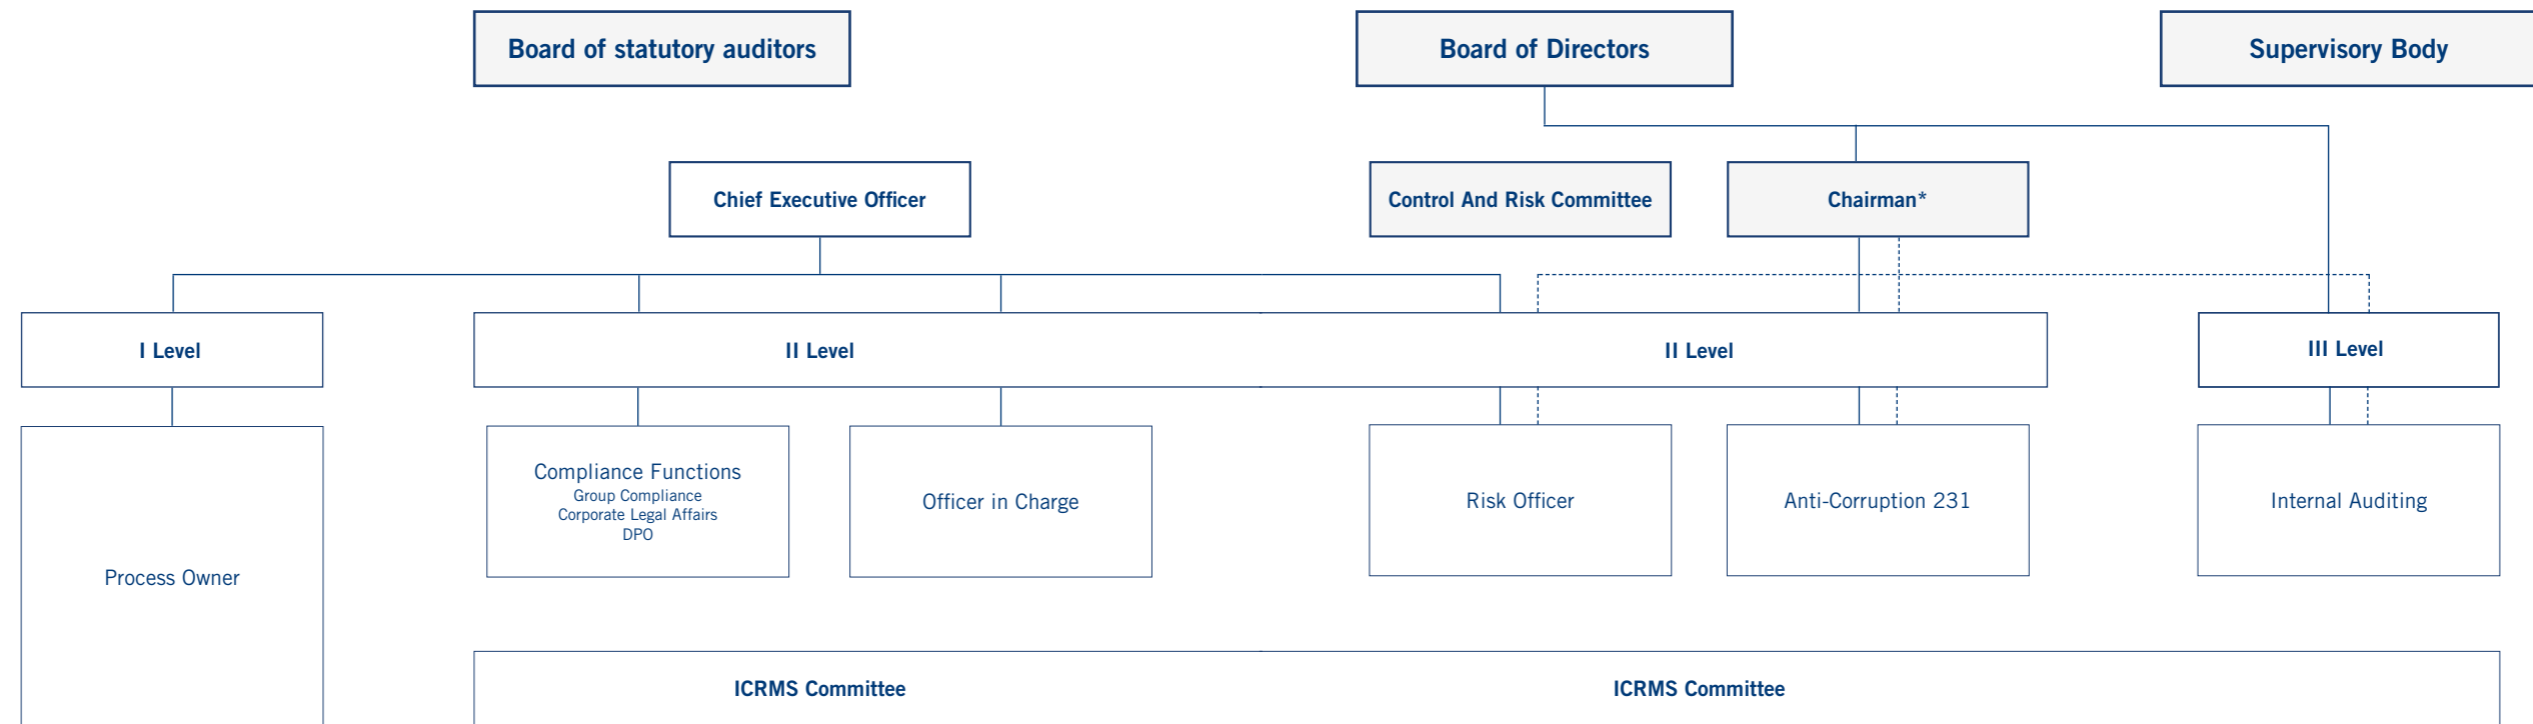 Board of statutory auditors
Board of Directors
Supervisory Body
Chief Executive Officer
Control And Risk Committee
Chairman*
I Level
II Level
II Level
III Level
Compliance Functions
Group Compliance
Corporate Legal Affairs
DPO
Officer in Charge
Risk Officer
Anti-Corruption 231
Internal Auditing
Process Owner
ICRMS Committee
ICRMS Committee